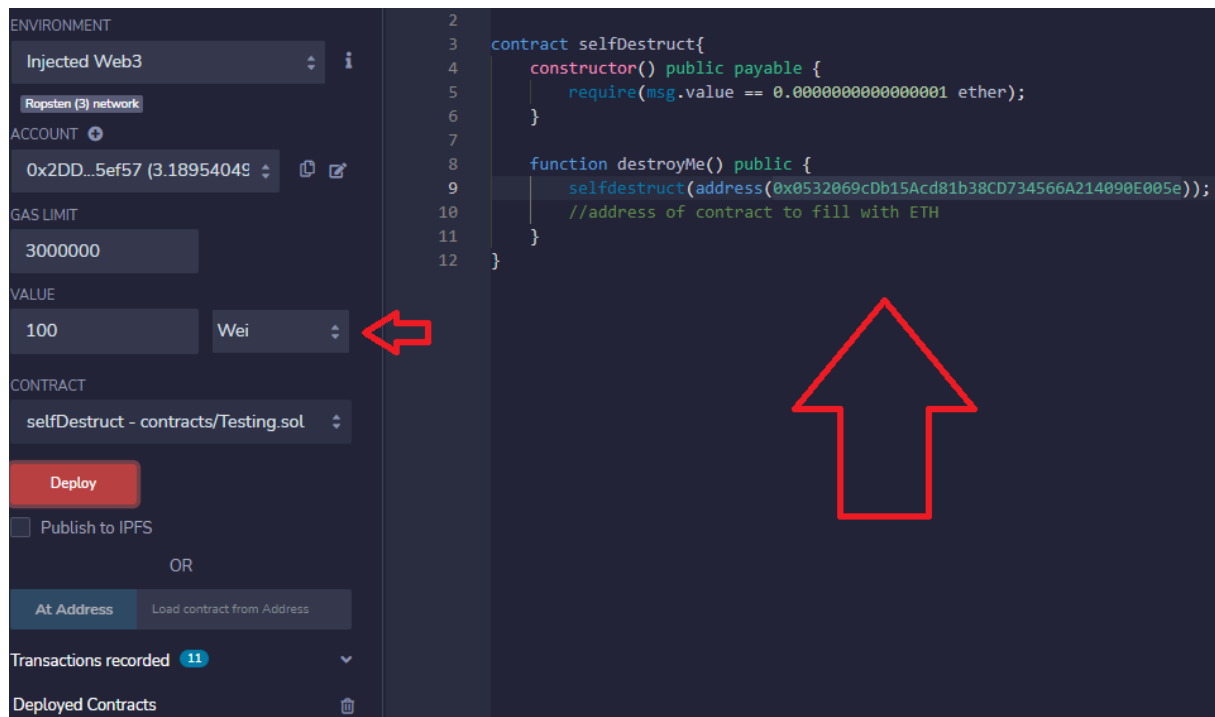 ENVIRONMENT
Injected Web3
i
Ropsten (3) network
ACCOUNT
0x2DD...5ef57 (3.18954049
GAS LIMIT
3000000
VALUE
100 Wei
CONTRACT
selfDestruct - contracts/Testing.sol
Deploy
Publish to IPFS
OR
At Address Load contract from Address
Transactions recorded 11
Deployed Contracts
2
3 contract selfDestruct{
4 constructor() public payable {
5 require(msg.value == 0.0000000000000001 ether);
6 }
7
8 function destroyMe() public {
9 selfdestruct(address(0x0532069cDb15Acd81b38CD734566A214090E005e));
10 //address of contract to fill with ETH
11 }
12 }